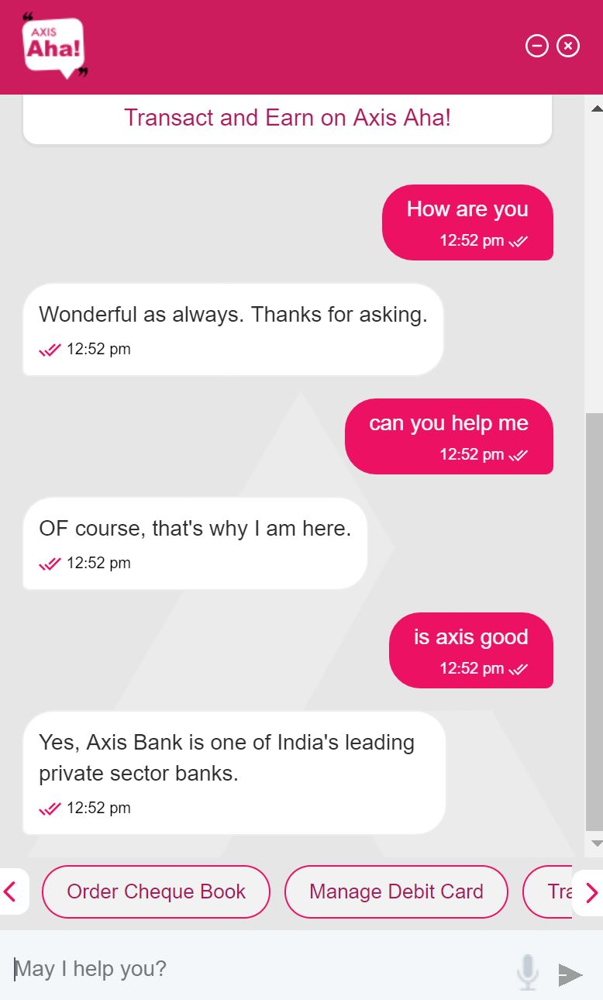 AXIS
Aha!
Transact and Earn on Axis Aha!
How are you
12:52 pm
Wonderful as always. Thanks for asking.
12:52 pm
can you help me
12:52 pm
OF course, that's why I am here.
12:52 pm
is axis good
12:52 pm
Yes, Axis Bank is one of India's leading
private sector banks.
12:52 pm
Order Cheque Book
Manage Debit Card
May I help you?